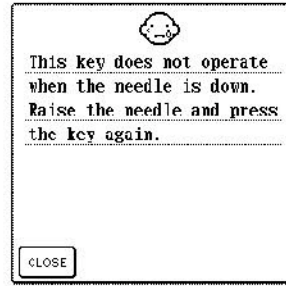 This key does not operate
when the needle is down.
Raise the needle and press
the key again.
CLOSE